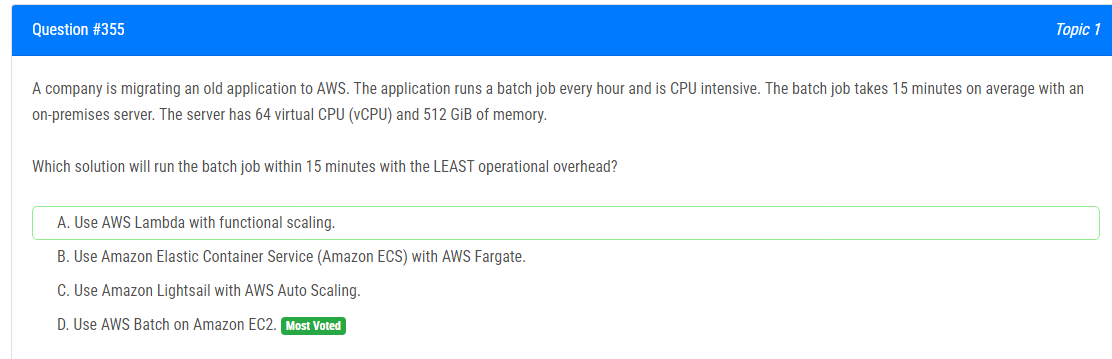 Question #355
Topic 1
A company is migrating an old application to AWS. The application runs a batch job every hour and is CPU intensive. The batch job takes 15 minutes on average with an
on-premises server. The server has 64 virtual CPU (vCPU) and 512 GiB of memory.
Which solution will run the batch job within 15 minutes with the LEAST operational overhead?
A. Use AWS Lambda with functional scaling.
B. Use Amazon Elastic Container Service (Amazon ECS) with AWS Fargate.
C. Use Amazon Lightsail with AWS Auto Scaling.
D. Use AWS Batch on Amazon EC2. Most Voted